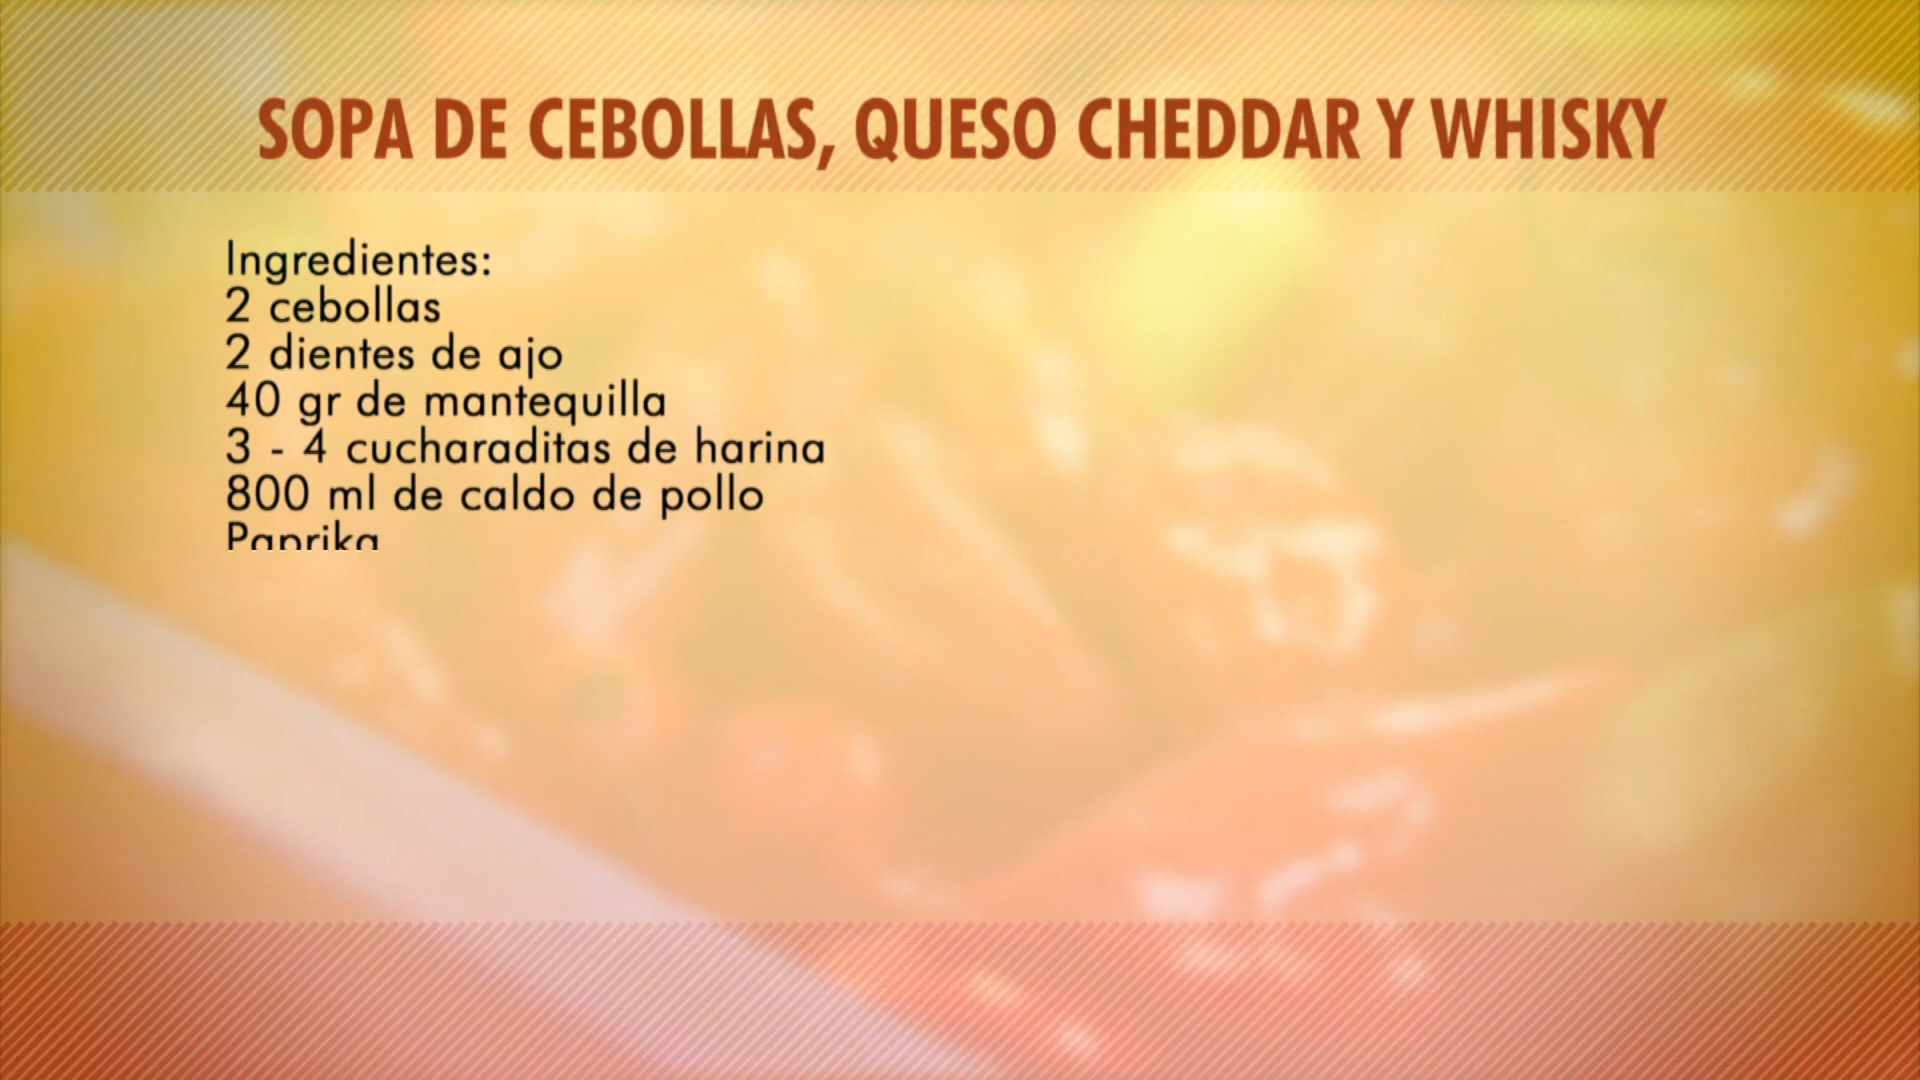 SOPA DE CEBOLLAS, QUESO CHEDDAR Y WHISKY
Ingredientes:
2 cebollas
2 dientes de ajo
40 gr de mantequilla
3 - 4 cucharaditas de harina
800 ml de caldo de pollo
Paprika